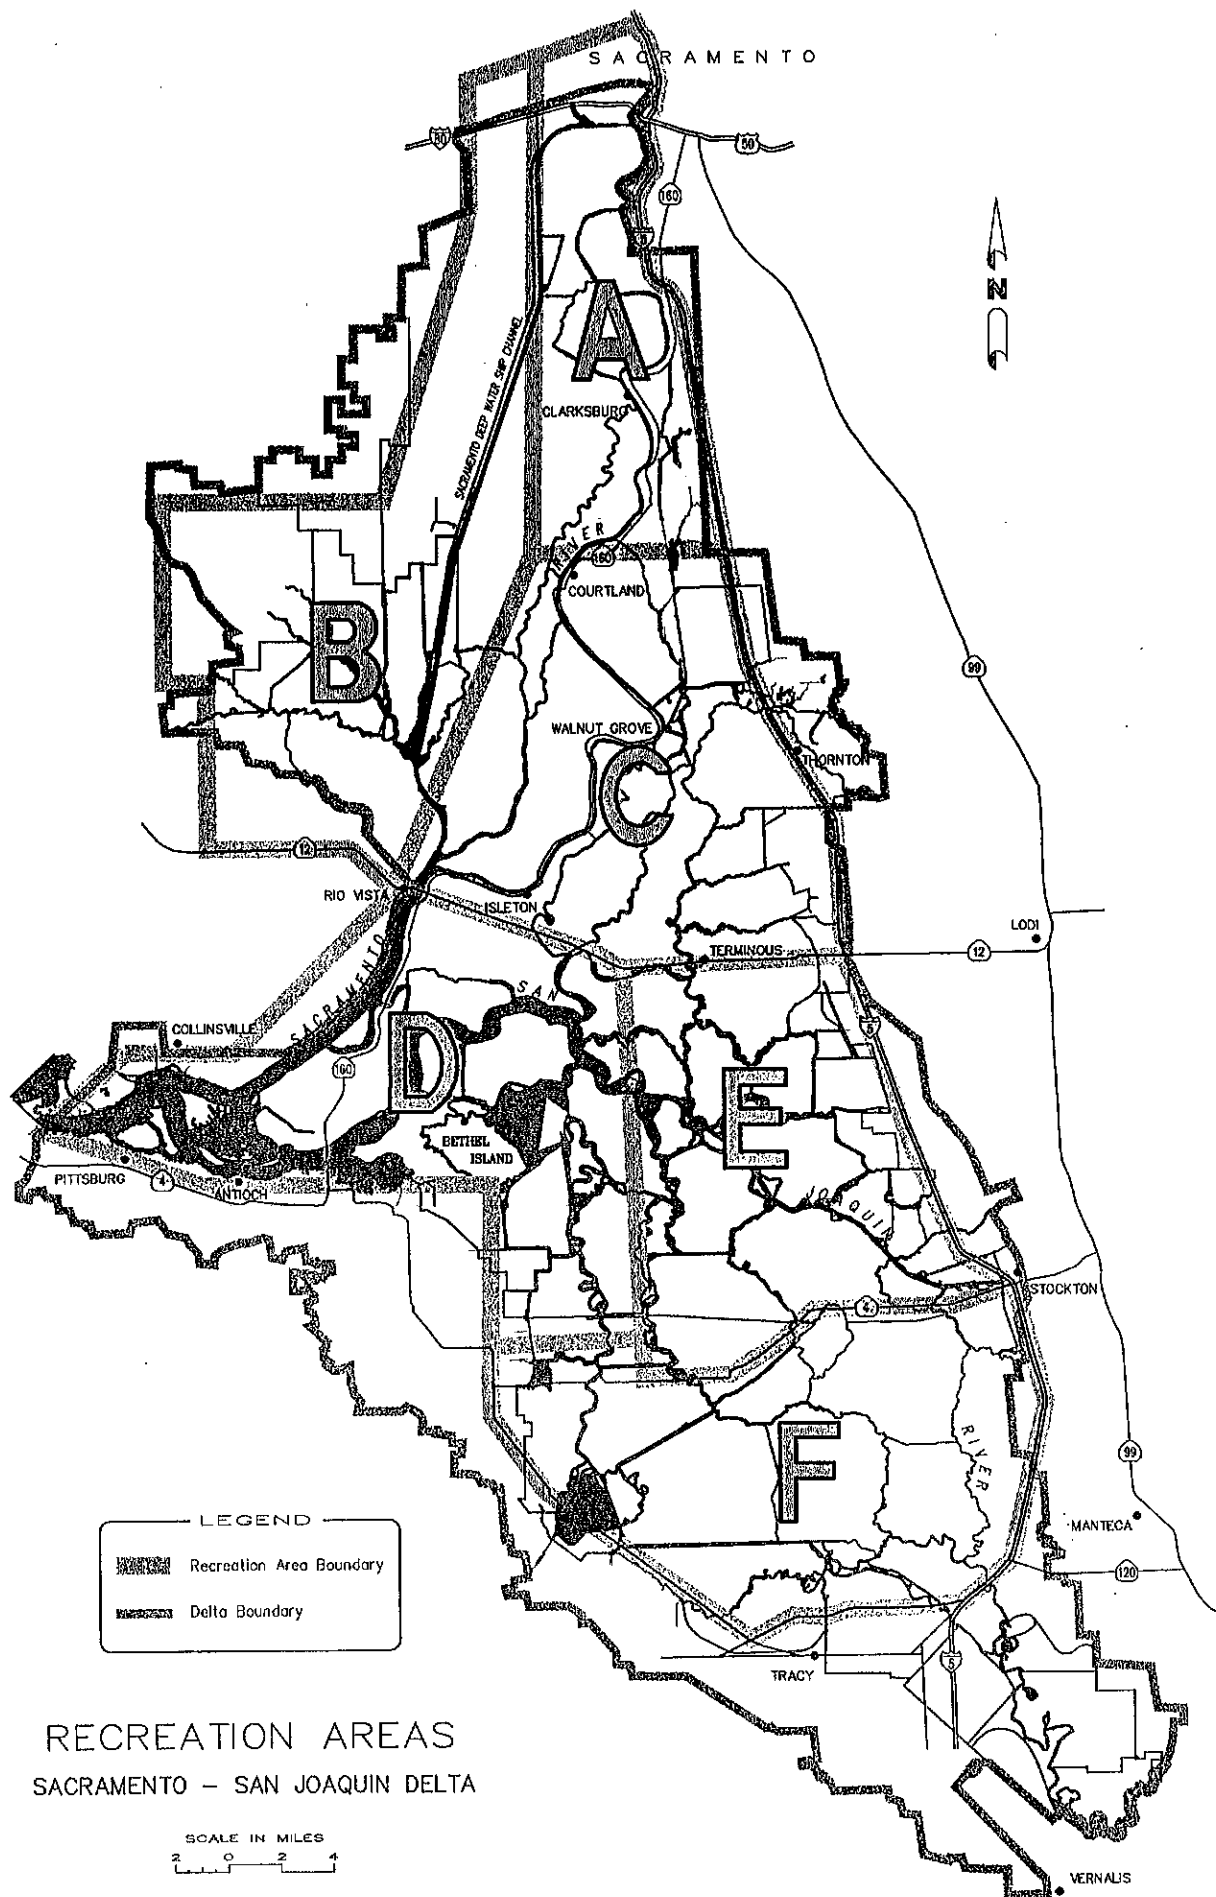 SACRAMENTO
80
50
160
5
N
A
SACRAMENTO DEEP WATER SHIP CHANNEL
CLARKSBURG
RIVER
160
COURTLAND
B
99
WALNUT GROVE
THORNTON
C
12
RIO VISTA
ISLETON
LODI
TERMINOUS
12
SACRAMENTO
SAN
COLLINSVILLE
D
5
160
E
BETHEL
ISLAND
PITTSBURG
4
ANTIOCH
JOAQUIN
STOCKTON
4
F
RIVER
99
MANTECA
120
LEGEND
Recreation Area Boundary
Delta Boundary
5
TRACY
RECREATION AREAS
SACRAMENTO – SAN JOAQUIN DELTA
SCALE IN MILES
2 0 2 4
VERNALIS